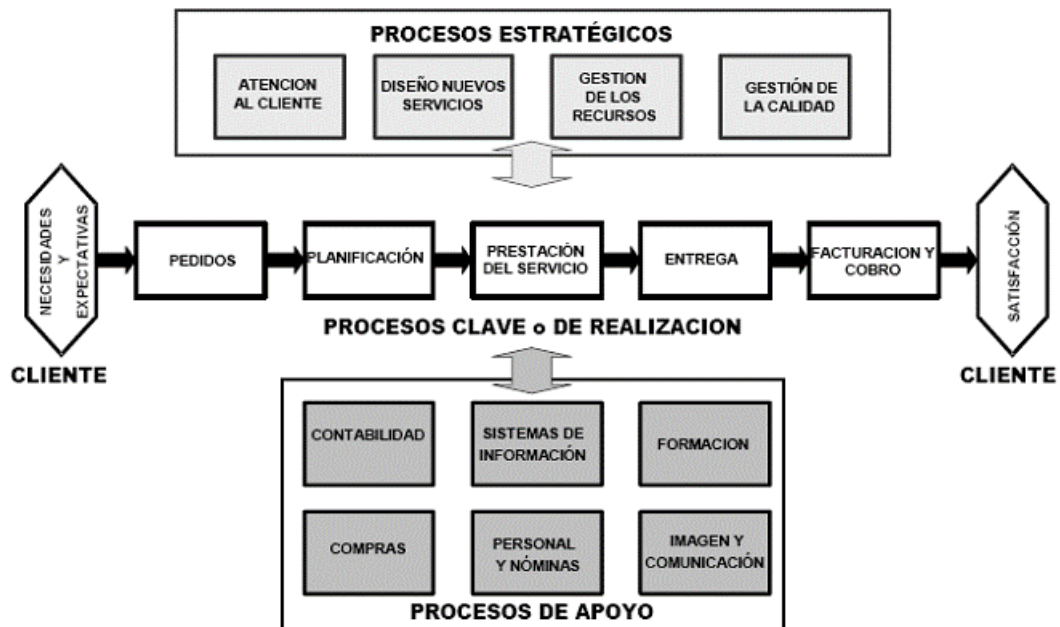 PROCESOS ESTRATÉGICOS
ATENCION
AL CLIENTE
DISEÑO NUEVOS
SERVICIOS
GESTION
DE LOS
RECURSOS
GESTIÓN DE
LA CALIDAD
NECESIDADES
Y
EXPECTATIVAS
CLIENTE
PEDIDOS
PLANIFICACIÓN
PRESTACIÓN
DEL SERVICIO
ENTREGA
FACTURACION Y
COBRO
SATISFACCIÓN
CLIENTE
PROCESOS CLAVE o DE REALIZACION
CONTABILIDAD
SISTEMAS DE
INFORMACIÓN
FORMACION
COMPRAS
PERSONAL
Y NÓMINAS
IMAGEN Y
COMUNICACIÓN
PROCESOS DE APOYO